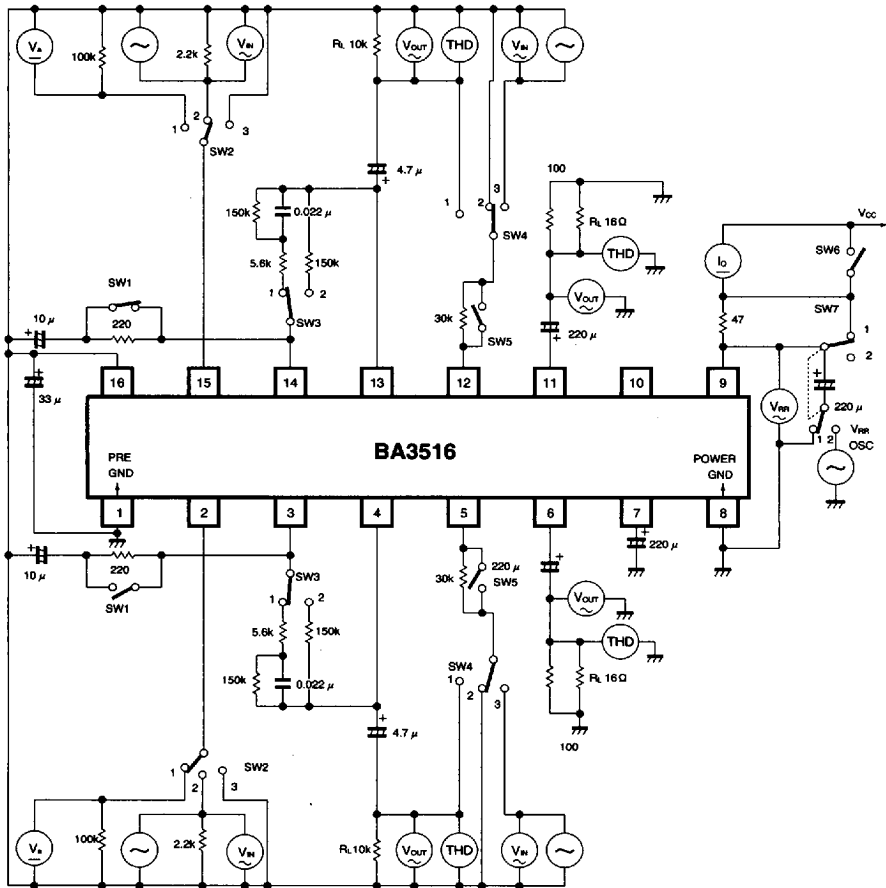 Va
100k
2.2k
VIN
RL 10k
VOUT
THD
VIN
1
2
3
SW2
4.7 μ
+
100
1
2
3
SW4
RL 16Ω
THD
VCC
150k
0.022 μ
5.6k
150k
IQ
SW6
VOUT
SW7
SW1
1
2
SW3
30k
SW5
220 μ
+
47
1
2
10 μ
+
220
+
33 μ
16
15
14
13
12
11
10
9
VRR
+
220 μ
1 2
VRR
OSC
BA3516
PRE
GND
POWER
GND
1
2
3
4
5
6
7
8
+
10 μ
220
SW1
SW3
1
2
5.6k
150k
150k
0.022 μ
30k
220 μ
SW5
+
+
220 μ
VOUT
THD
RL 16Ω
100
SW4
1
2
3
+
4.7 μ
1
2
3
SW2
Va
100k
2.2k
VIN
RL 10k
VOUT
THD
VIN